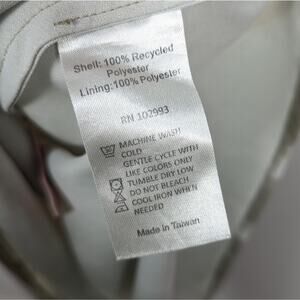 Shell: 100% Recycled
Polyester
Lining:100% Polyester
RN 102993
MACHINE WASH
COLD
GENTLE CYCLE WITH
LIKE COLORS ONLY
TUMBLE DRY LOW
DO NOT BLEACH
COOL IRON WHEN
NEEDED
Made in Taiwan